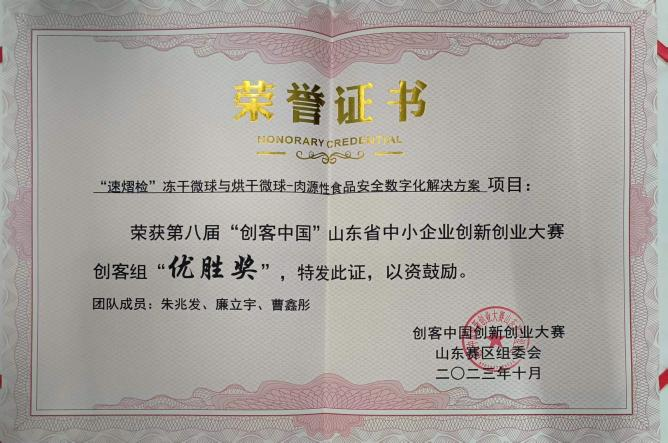 荣誉证书
HONORARY CREDENTIAL
“速熠检”冻干微球与烘干微球-肉源性食品安全数字化解决方案 项目：
荣获第八届“创客中国”山东省中小企业创新创业大赛
创客组“优胜奖”，特发此证，以资鼓励。
团队成员：朱兆发、廉立宇、曹鑫彤
创客中国创新创业大赛
山东赛区组委会
二〇二三年十月